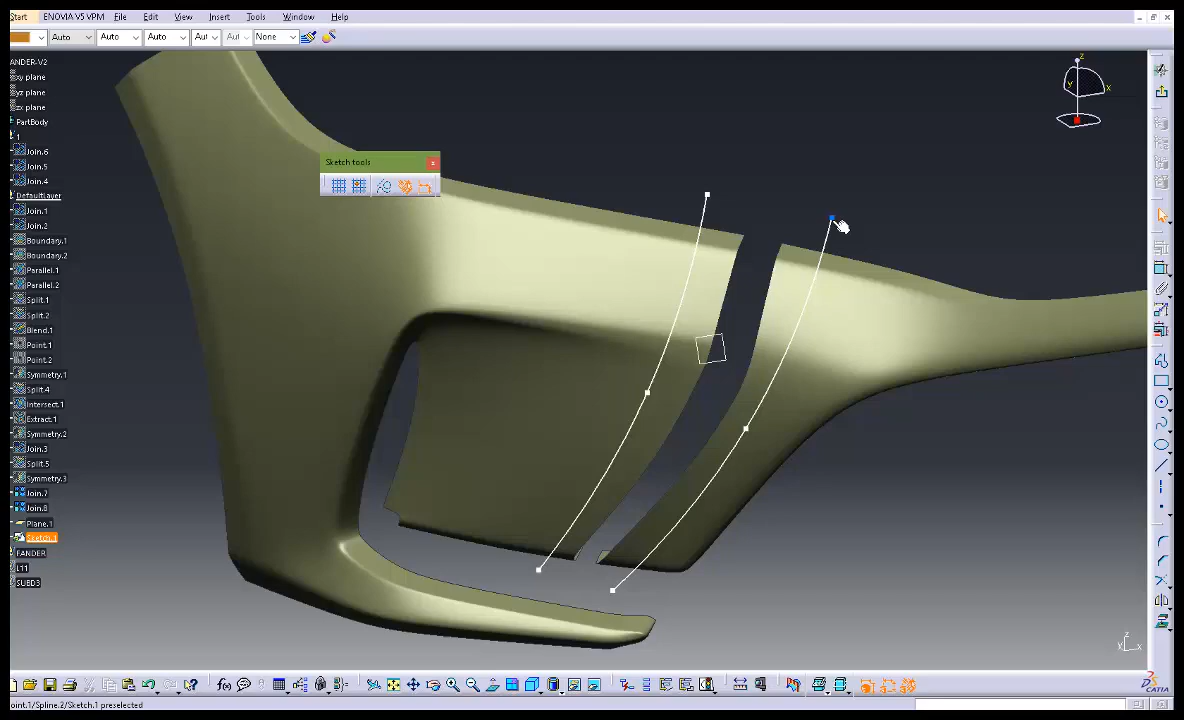 Start ENOVIA V5 VPM File Edit View Insert Tools Window Help
Auto Auto Auto Aut Aut None
ANDER-V2
xy plane
yz plane
zx plane
PartBody
1
Join.6
Join.5
Join.4
DefaultLayer
Join.1
Join.2
Boundary.1
Boundary.2
Parallel.1
Parallel.2
Split.1
Split.2
Blend.1
Point.1
Point.2
Symmetry.1
Split.4
Intersect.1
Extract.1
Symmetry.2
Join.3
Split.5
Symmetry.3
Join.7
Join.8
Plane.1
Sketch.1
FANDER
L11
SUBD3
Sketch tools
x
z
y
x
z
y
x
f(x)
CATIA
oint.1/Spline.2/Sketch.1 preselected